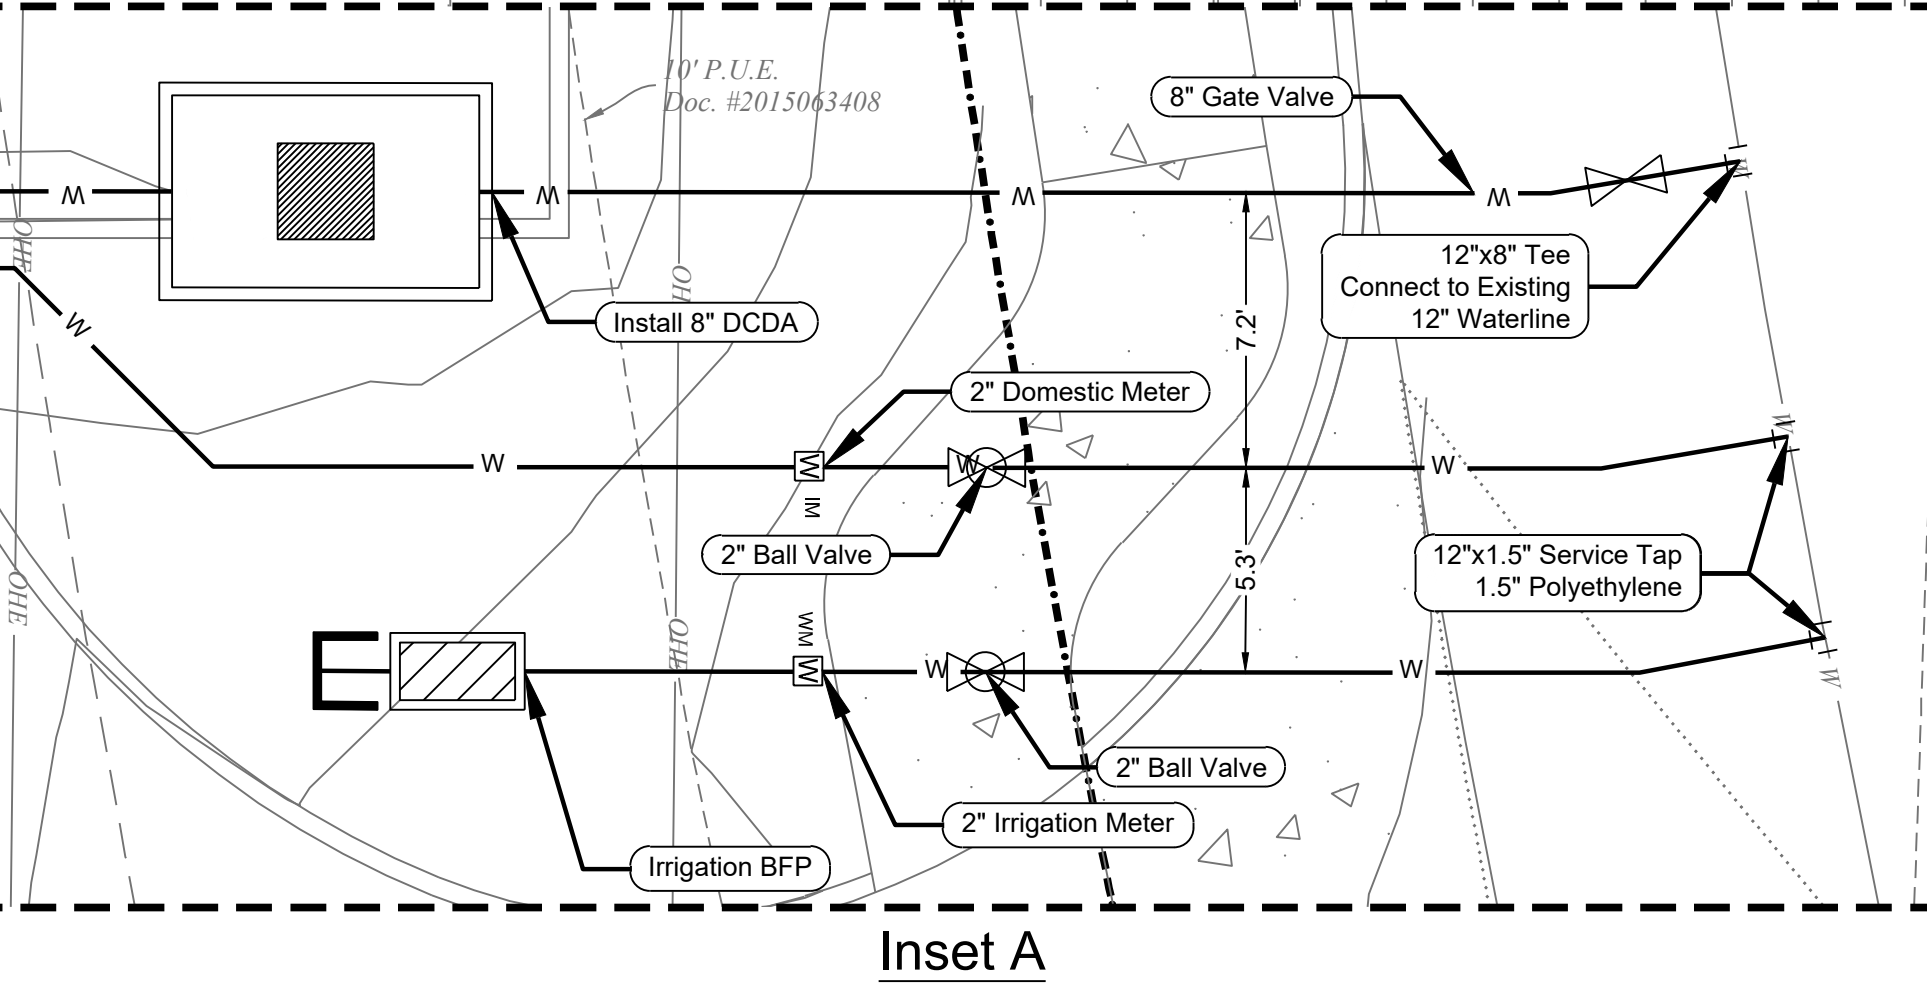 10' P.U.E.
Doc. #2015063408
8" Gate Valve
W
W
W
W
W
12"x8" Tee
Connect to Existing
12" Waterline
OHE
OH
Install 8" DCDA
W
7.2'
2" Domestic Meter
W
W
W
W
W
W
IM
2" Ball Valve
5.3'
12"x1.5" Service Tap
1.5" Polyethylene
OHE
OHE
WM
W
W
W
W
2" Ball Valve
2" Irrigation Meter
Irrigation BFP
Inset A